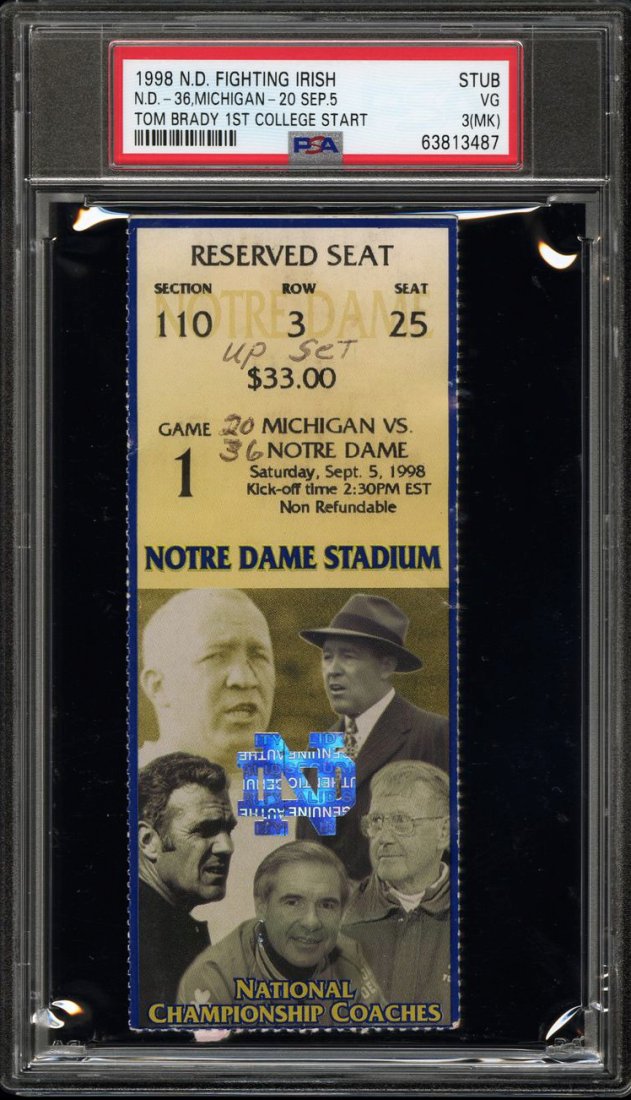 1998 N.D. FIGHTING IRISH STUB
N.D.-36,MICHIGAN-20 SEP.5 VG
TOM BRADY 1ST COLLEGE START 3(MK)
PSA 63813487
RESERVED SEAT
SECTION ROW SEAT
NOTRE DAME
110 3 25
UP SET
$33.00
GAME 20 MICHIGAN VS.
1 36 NOTRE DAME
Saturday, Sept. 5, 1998
Kick-off time 2:30PM EST
Non Refundable
NOTRE DAME STADIUM
ND
GENUINE
NATIONAL
CHAMPIONSHIP COACHES